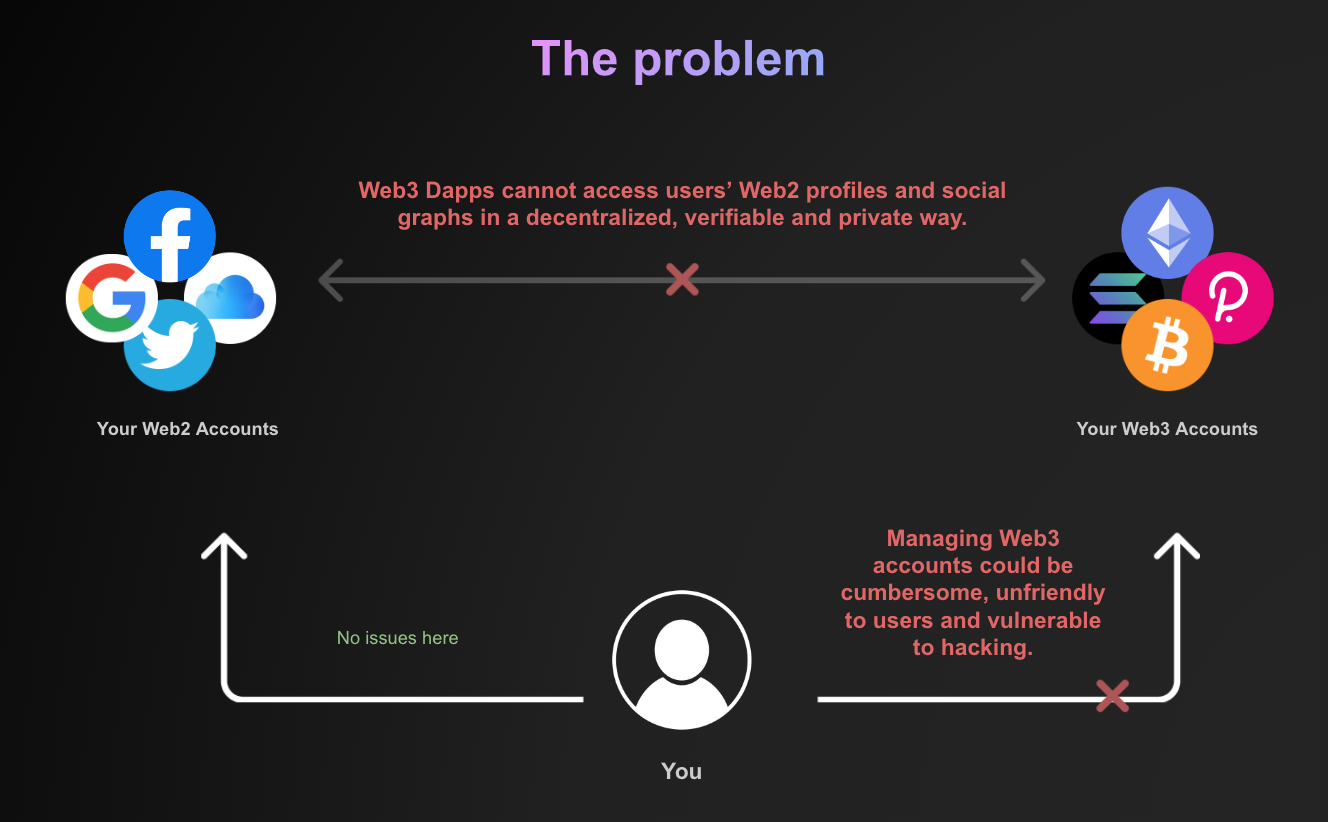 The problem
Web3 Dapps cannot access users’ Web2 profiles and social
graphs in a decentralized, verifiable and private way.
Your Web2 Accounts
Your Web3 Accounts
Managing Web3
accounts could be
cumbersome, unfriendly
to users and vulnerable
to hacking.
No issues here
You